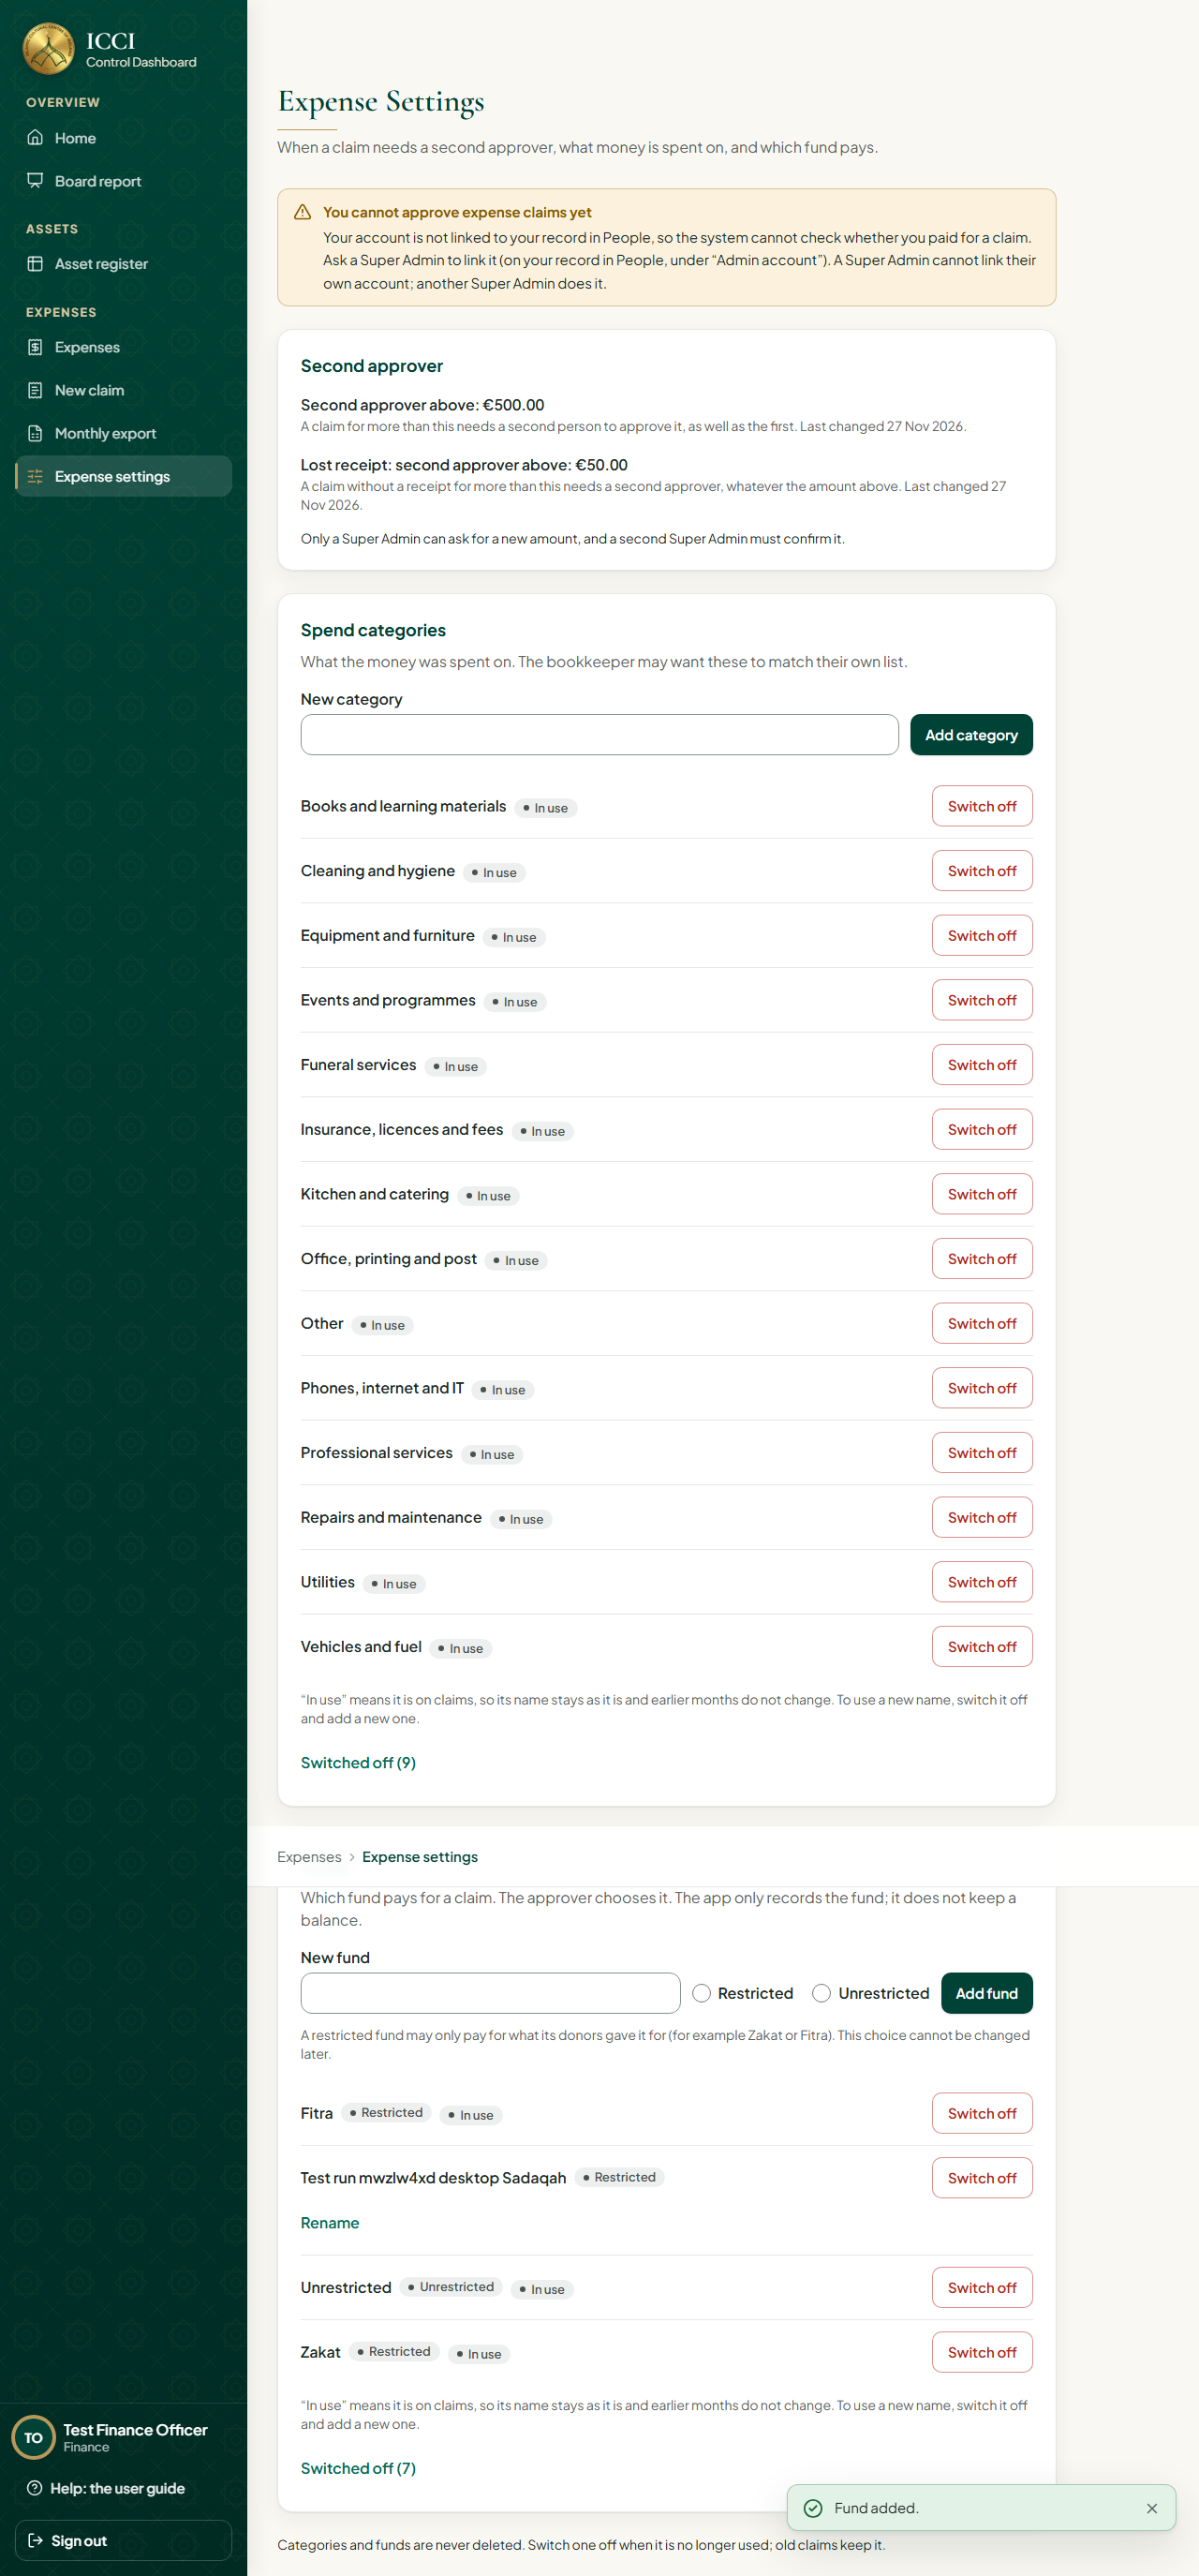 ICCI
Control Dashboard
OVERVIEW
Home
Board report
ASSETS
Asset register
EXPENSES
Expenses
New claim
Monthly export
Expense settings
Expense Settings
When a claim needs a second approver, what money is spent on, and which fund pays.
You cannot approve expense claims yet
Your account is not linked to your record in People, so the system cannot check whether you paid for a claim.
Ask a Super Admin to link it (on your record in People, under “Admin account”). A Super Admin cannot link their
own account; another Super Admin does it.
Second approver
Second approver above: €500.00
A claim for more than this needs a second person to approve it, as well as the first. Last changed 27 Nov 2026.
Lost receipt: second approver above: €50.00
A claim without a receipt for more than this needs a second approver, whatever the amount above. Last changed 27
Nov 2026.
Only a Super Admin can ask for a new amount, and a second Super Admin must confirm it.
Spend categories
What the money was spent on. The bookkeeper may want these to match their own list.
New category
Add category
Books and learning materials In use Switch off
Cleaning and hygiene In use Switch off
Equipment and furniture In use Switch off
Events and programmes In use Switch off
Funeral services In use Switch off
Insurance, licences and fees In use Switch off
Kitchen and catering In use Switch off
Office, printing and post In use Switch off
Other In use Switch off
Phones, internet and IT In use Switch off
Professional services In use Switch off
Repairs and maintenance In use Switch off
Utilities In use Switch off
Vehicles and fuel In use Switch off
“In use” means it is on claims, so its name stays as it is and earlier months do not change. To use a new name, switch it off
and add a new one.
Switched off (9)
Expenses > Expense settings
Which fund pays for a claim. The approver chooses it. The app only records the fund; it does not keep a
balance.
New fund
Restricted Unrestricted Add fund
A restricted fund may only pay for what its donors gave it for (for example Zakat or Fitra). This choice cannot be changed
later.
Fitra Restricted In use Switch off
Test run mwzlw4xd desktop Sadaqah Restricted Switch off
Rename
Unrestricted Unrestricted In use Switch off
Zakat Restricted In use Switch off
“In use” means it is on claims, so its name stays as it is and earlier months do not change. To use a new name, switch it off
and add a new one.
Switched off (7)
Fund added.
Categories and funds are never deleted. Switch one off when it is no longer used; old claims keep it.
TO
Test Finance Officer
Finance
Help: the user guide
Sign out